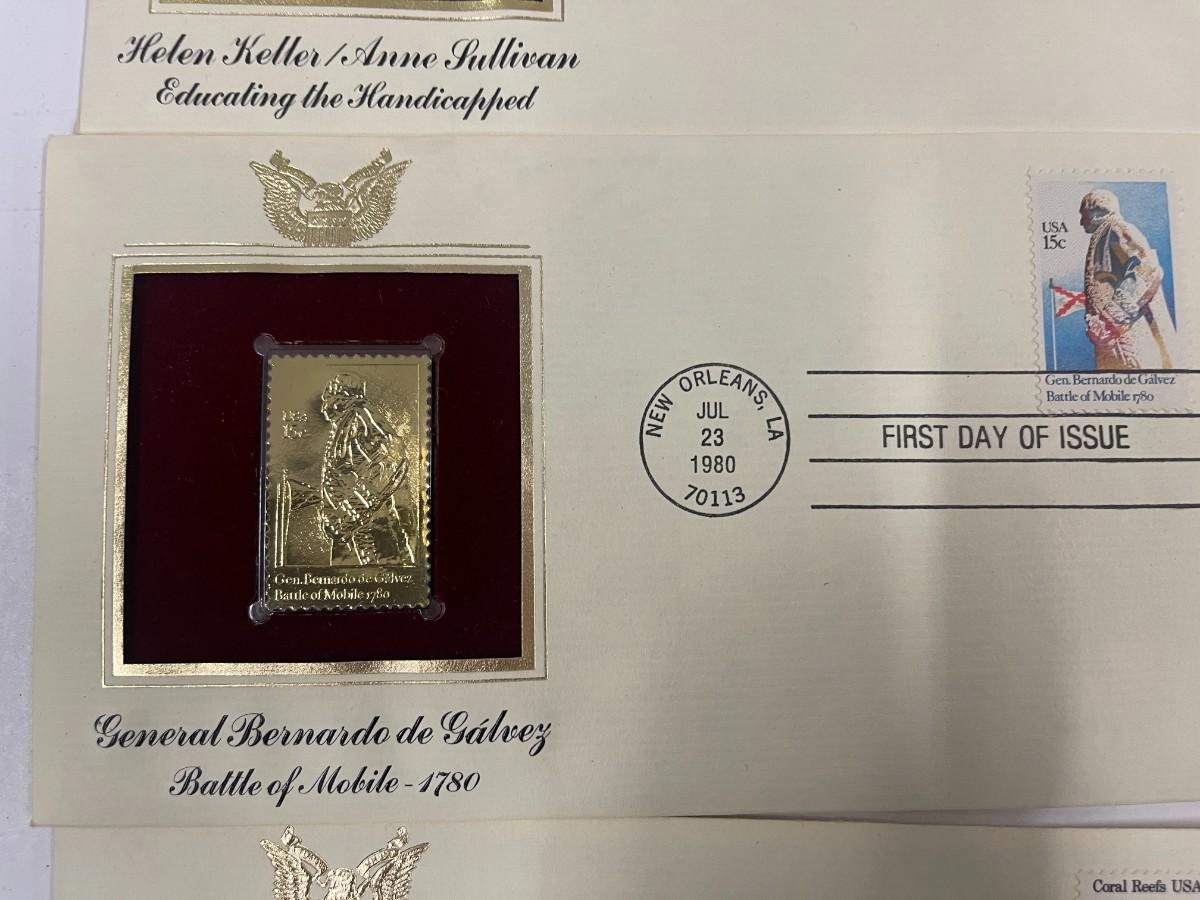 Helen Keller/Anne Sullivan
Educating the Handicapped
USA
15c
Gen. Bernardo de Gálvez
Battle of Mobile 1780
USA
15c
Gen. Bernardo de Gálvez
Battle of Mobile 1780
NEW ORLEANS, LA
JUL
23
1980
70113
FIRST DAY OF ISSUE
General Bernardo de Gálvez
Battle of Mobile - 1780
Coral Reefs USA